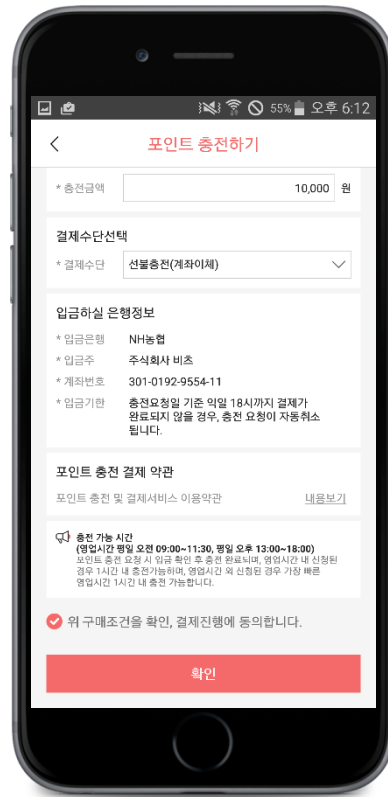 55% 오후 6:12
포인트 충전하기
* 충전금액 10,000 원
결제수단선택
* 결제수단 선불충전(계좌이체)
입금하실 은행정보
* 입금은행 NH농협
* 입금주 주식회사 비츠
* 계좌번호 301-0192-9554-11
* 입금기한 충전요청일 기준 익일 18시까지 결제가
완료되지 않을 경우, 충전 요청이 자동취소
됩니다.
포인트 충전 결제 약관
포인트 충전 및 결제서비스 이용약관 내용보기
충전 가능 시간
(영업시간 평일 오전 09:00~11:30, 평일 오후 13:00~18:00)
포인트 충전 요청 시 입금 확인 후 충전 완료되며, 영업시간 내 신청된
경우 1시간 내 충전가능하며, 영업시간 외 신청된 경우 가장 빠른
영업시간 1시간 내 충전 가능합니다.
위 구매조건을 확인, 결제진행에 동의합니다.
확인